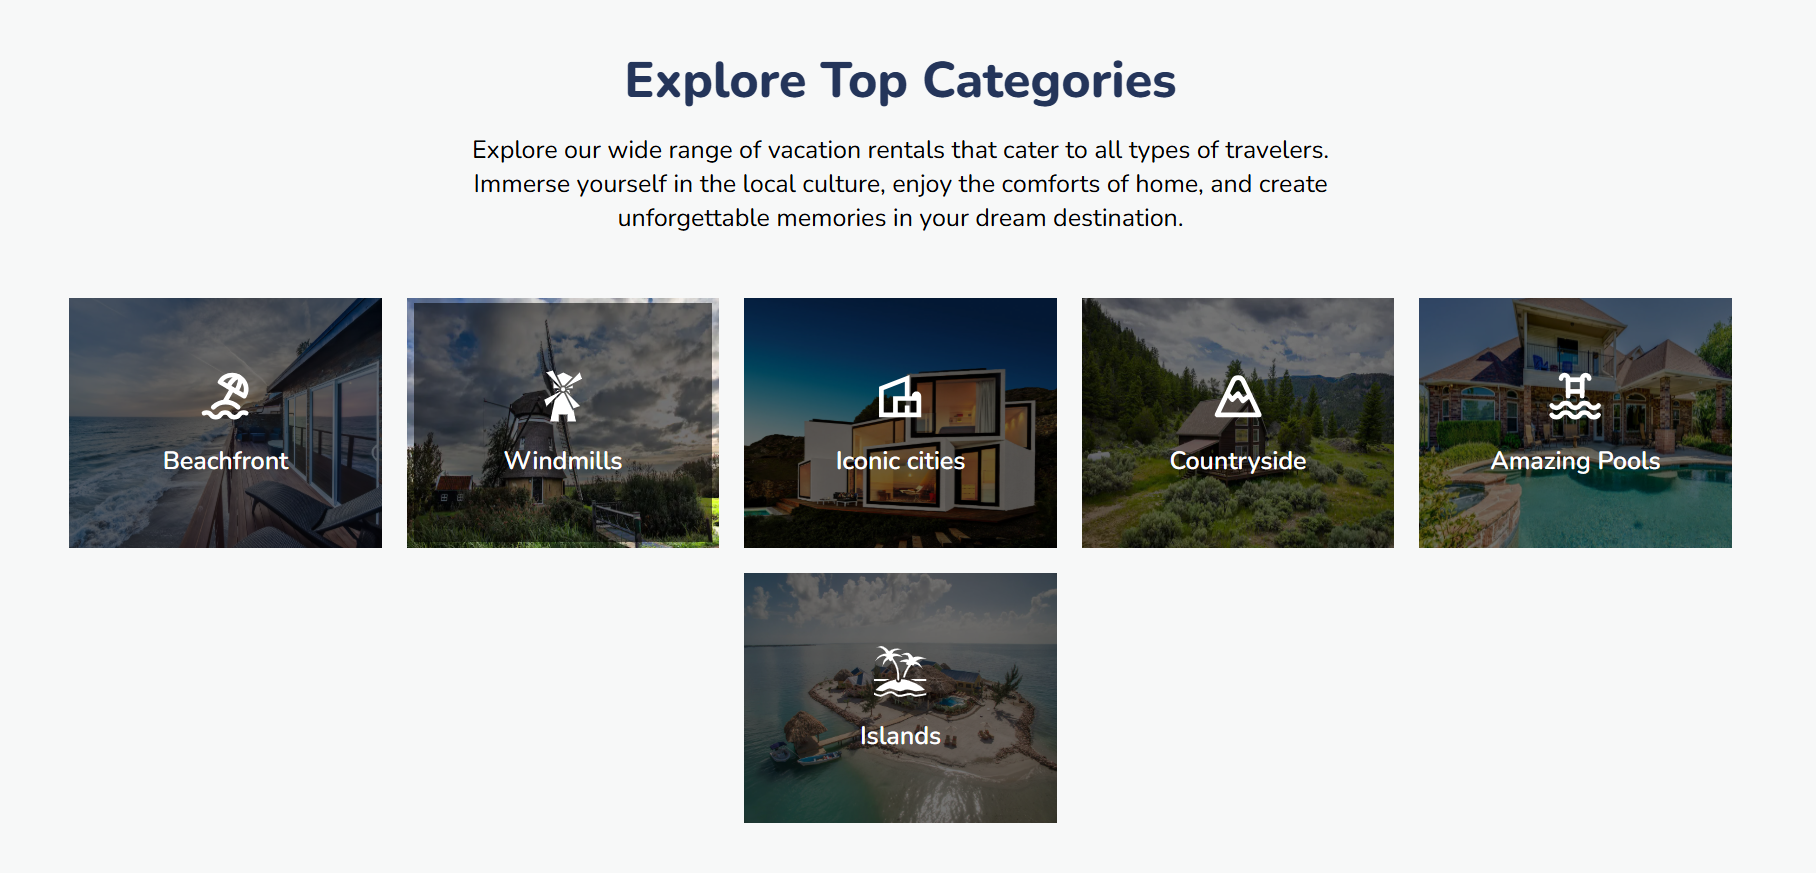 Explore Top Categories
Explore our wide range of vacation rentals that cater to all types of travelers.
Immerse yourself in the local culture, enjoy the comforts of home, and create
unforgettable memories in your dream destination.
Beachfront
Windmills
Iconic cities
Countryside
Amazing Pools
Islands